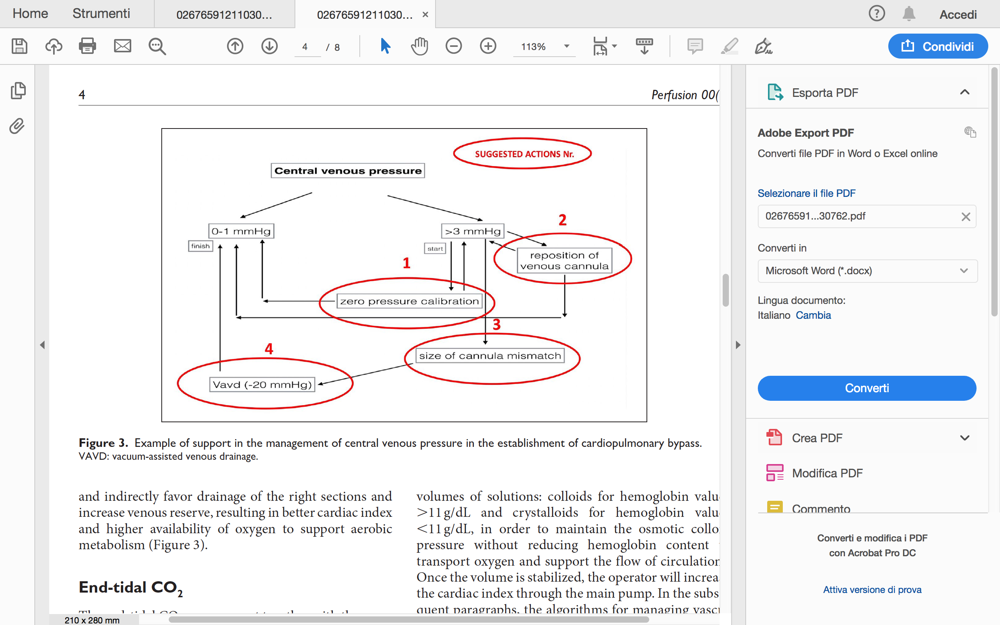 Home
Strumenti
02676591211030...
02676591211030...
Accedi
4
/ 8
113%
Condividi
4
Perfusion 00(
SUGGESTED ACTIONS Nr.
Central venous pressure
0-1 mmHg
>3 mmHg
2
finish
start
reposition of
venous cannula
1
zero pressure calibration
3
4
size of cannula mismatch
Vavd (-20 mmHg)
Figure 3. Example of support in the management of central venous pressure in the establishment of cardiopulmonary bypass.
VAVD: vacuum-assisted venous drainage.
and indirectly favor drainage of the right sections and
increase venous reserve, resulting in better cardiac index
and higher availability of oxygen to support aerobic
metabolism (Figure 3).
End-tidal CO2
volumes of solutions: colloids for hemoglobin valu
>11 g/dL and crystalloids for hemoglobin valu
<11 g/dL, in order to maintain the osmotic collo
pressure without reducing hemoglobin content
transport oxygen and support the flow of circulation
Once the volume is stabilized, the operator will increa
the cardiac index through the main pump. In the subs
quent paragraphs, the algorithms for managing vascu
210 x 280 mm
Esporta PDF
Adobe Export PDF
Converti file PDF in Word o Excel online
Selezionare il file PDF
02676591...30762.pdf
Converti in
Microsoft Word (*.docx)
Lingua documento:
Italiano Cambia
Converti
Crea PDF
Modifica PDF
Commento
Converti e modifica i PDF
con Acrobat Pro DC
Attiva versione di prova